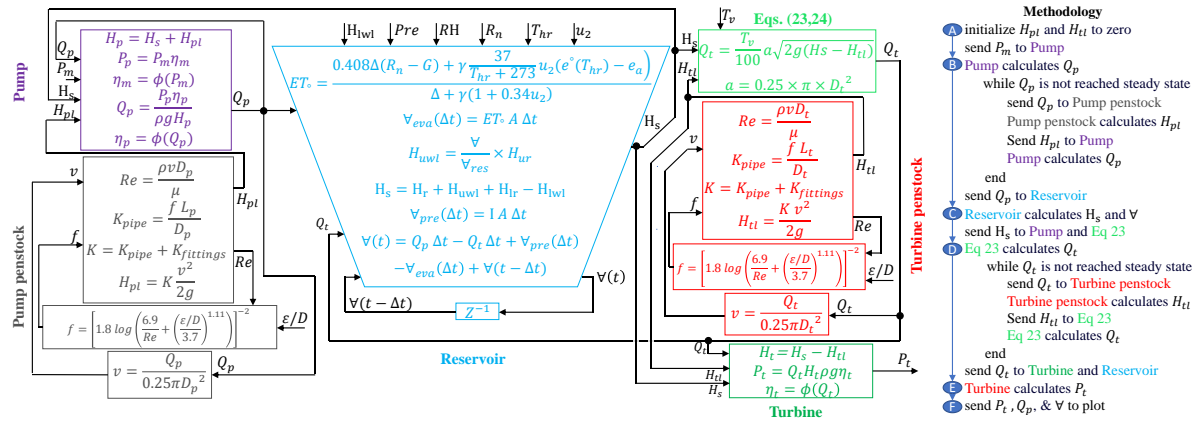 Pump
Q_p
P_m
H_s
H_pl
H_p = H_s + H_pl
P_p = P_m η_m
η_m = ϕ(P_m)
Q_p = P_p η_p / ρgH_p
η_p = ϕ(Q_p)
Q_p
Pump penstock
v
f
Re = ρvD_p / μ
K_pipe = f L_p / D_p
K = K_pipe + K_fittings
H_pl = K v² / 2g
H_pl
Re
f = [1.8 log(6.9/Re + ((ε/D)/3.7)^1.11)]^-2
ε/D
v = Q_p / 0.25πD_p²
Q_p
H_lwl
Pre
RH
R_n
T_hr
u_2
ET∘ = (0.408Δ(R_n − G) + γ 37/(T_hr + 273) u_2(e°(T_hr) − e_a)) / (Δ + γ(1 + 0.34u_2))
∀_eva(Δt) = ET∘ A Δt
H_uwl = ∀/∀_res × H_ur
H_s = H_r + H_uwl + H_lr − H_lwl
∀_pre(Δt) = I A Δt
∀(t) = Q_p Δt − Q_t Δt + ∀_pre(Δt)
−∀_eva(Δt) + ∀(t − Δt)
Q_t
∀(t)
∀(t − Δt)
Z^-1
Reservoir
H_s
T_v
Eqs. (23,24)
H_s
H_tl
Q_t = T_v/100 a√(2g(Hs − H_tl))
a = 0.25 × π × D_t²
Q_t
Turbine penstock
v
f
Re = ρvD_t / μ
K_pipe = f L_t / D_t
K = K_pipe + K_fittings
H_tl = K v² / 2g
H_tl
Re
f = [1.8 log(6.9/Re + ((ε/D)/3.7)^1.11)]^-2
ε/D
v = Q_t / 0.25πD_t²
Q_t
Q_t
H_tl
H_s
H_t = H_s − H_tl
P_t = Q_t H_t ρgη_t
η_t = ϕ(Q_t)
P_t
Turbine
Methodology
A initialize H_pl and H_tl to zero
send P_m to Pump
B Pump calculates Q_p
while Q_p is not reached steady state
send Q_p to Pump penstock
Pump penstock calculates H_pl
Send H_pl to Pump
Pump calculates Q_p
end
send Q_p to Reservoir
C Reservoir calculates H_s and ∀
send H_s to Pump and Eq 23
D Eq 23 calculates Q_t
while Q_t is not reached steady state
send Q_t to Turbine penstock
Turbine penstock calculates H_tl
Send H_tl to Eq 23
Eq 23 calculates Q_t
end
send Q_t to Turbine and Reservoir
E Turbine calculates P_t
F send P_t , Q_p, & ∀ to plot